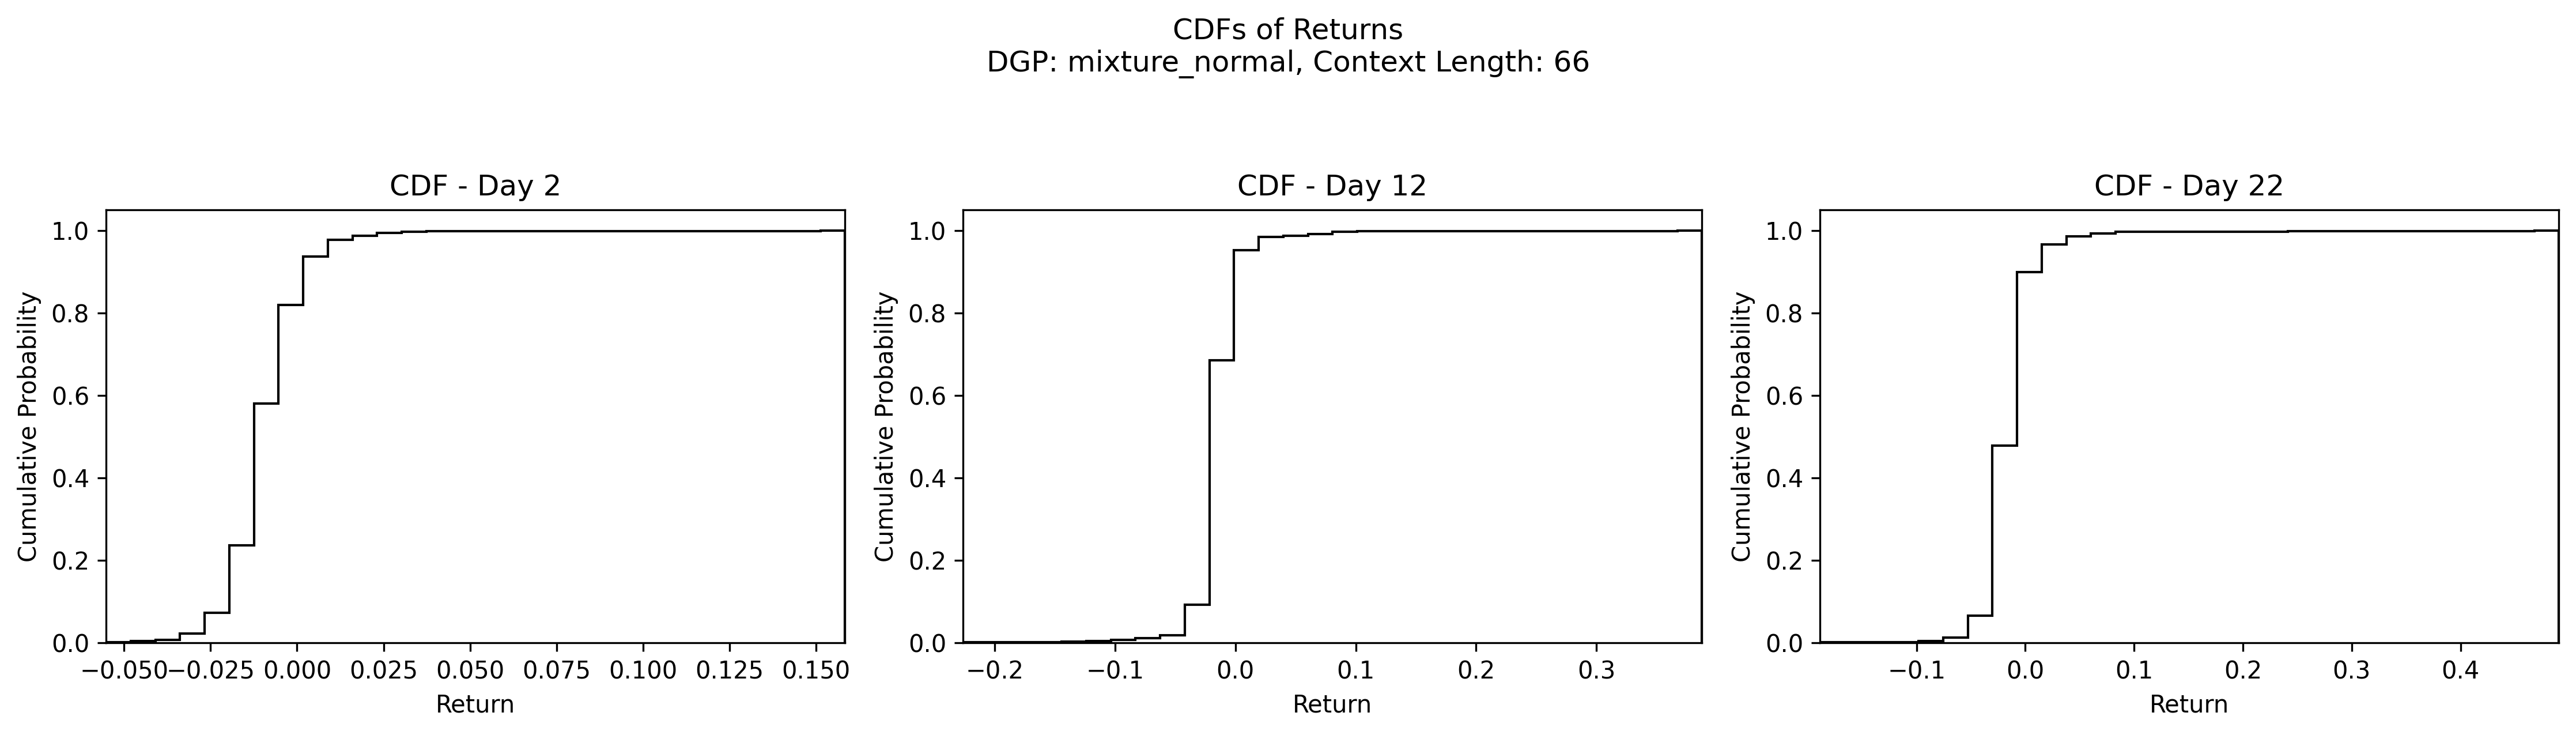 CDFs of Returns
DGP: mixture_normal, Context Length: 66
CDF - Day 2
Cumulative Probability
1.0
0.8
0.6
0.4
0.2
0.0
−0.050 −0.025 0.000 0.025 0.050 0.075 0.100 0.125 0.150
Return
CDF - Day 12
Cumulative Probability
1.0
0.8
0.6
0.4
0.2
0.0
−0.2 −0.1 0.0 0.1 0.2 0.3
Return
CDF - Day 22
Cumulative Probability
1.0
0.8
0.6
0.4
0.2
0.0
−0.1 0.0 0.1 0.2 0.3 0.4
Return